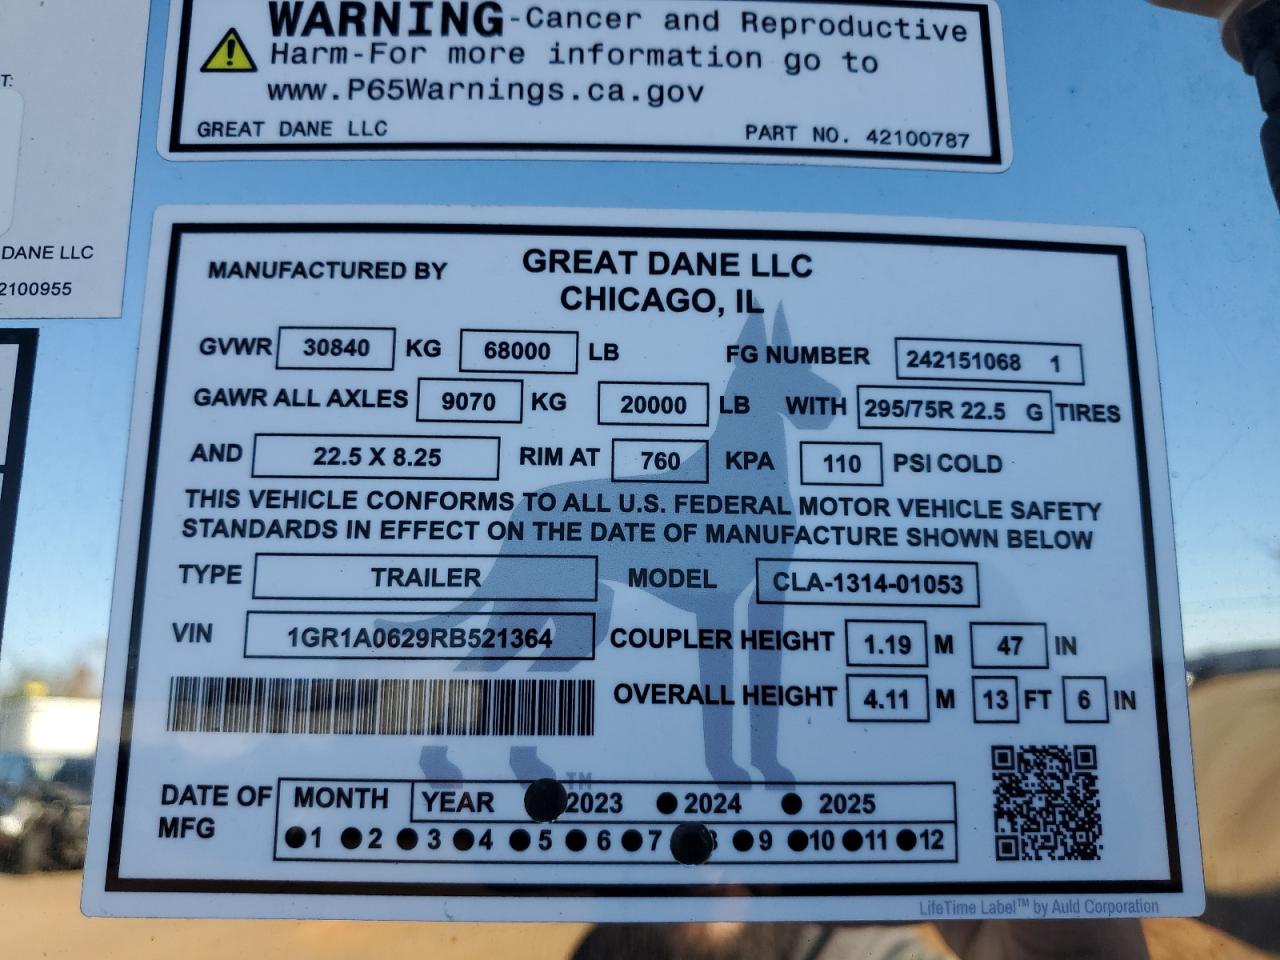 WARNING-Cancer and Reproductive
Harm-For more information go to
www.P65Warnings.ca.gov
GREAT DANE LLC PART NO. 42100787
T:
DANE LLC
2100955
MANUFACTURED BY GREAT DANE LLC
CHICAGO, IL
GVWR 30840 KG 68000 LB FG NUMBER 242151068 1
GAWR ALL AXLES 9070 KG 20000 LB WITH 295/75R 22.5 G TIRES
AND 22.5 X 8.25 RIM AT 760 KPA 110 PSI COLD
THIS VEHICLE CONFORMS TO ALL U.S. FEDERAL MOTOR VEHICLE SAFETY
STANDARDS IN EFFECT ON THE DATE OF MANUFACTURE SHOWN BELOW
TYPE TRAILER MODEL CLA-1314-01053
VIN 1GR1A0629RB521364 COUPLER HEIGHT 1.19 M 47 IN
OVERALL HEIGHT 4.11 M 13 FT 6 IN
TM
DATE OF MFG MONTH YEAR 2023 2024 2025
1 2 3 4 5 6 7 8 9 10 11 12
LifeTime Label™ by Auld Corporation